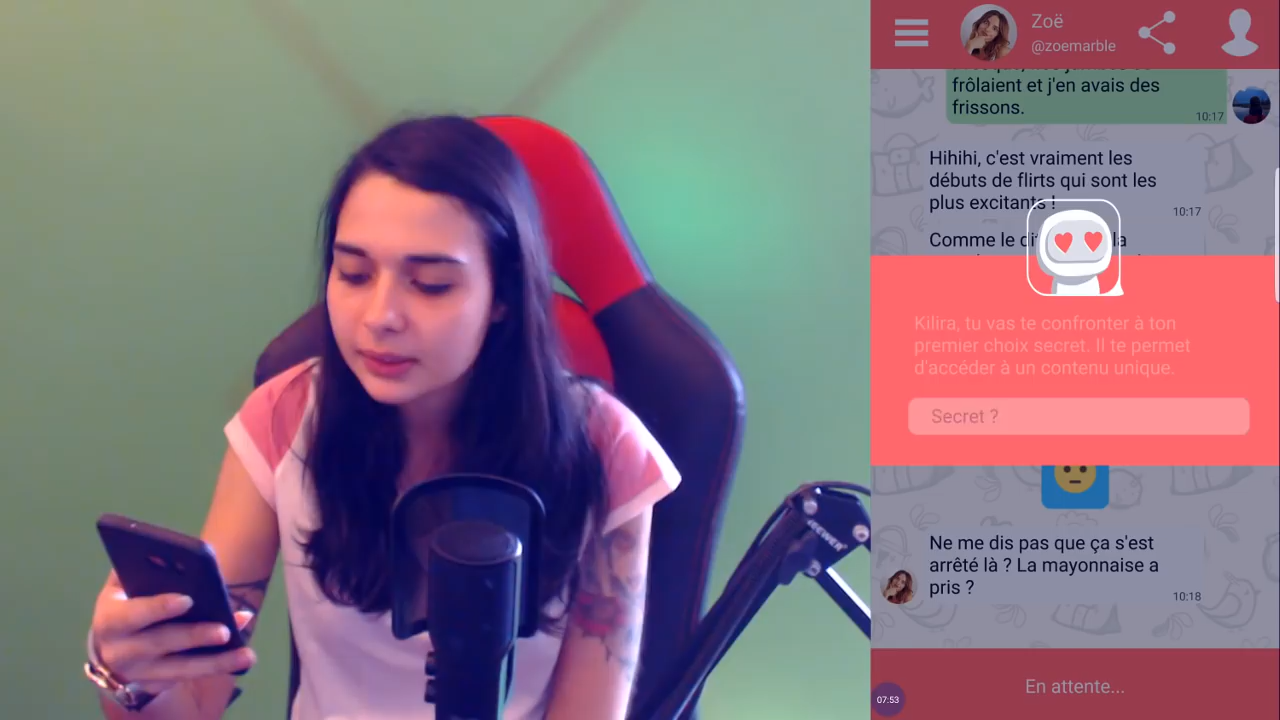 Zoë
@zoemarble
frôlaient et j'en avais des
frissons.
10:17
Hihihi, c'est vraiment les
débuts de flirts qui sont les
plus excitants !
10:17
Comme le di
la
Kilira, tu vas te confronter à ton
premier choix secret. Il te permet
d'accéder à un contenu unique.
Secret ?
Ne me dis pas que ça s'est
arrêté là ? La mayonnaise a
pris ?
10:18
En attente...
07:53
NEEWER